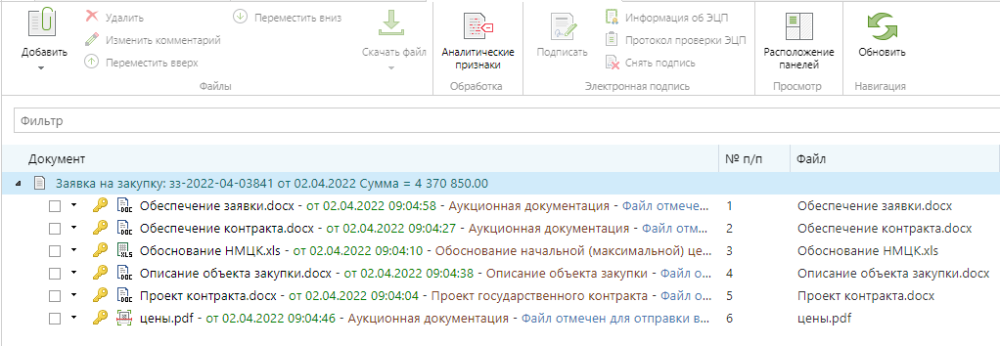 Добавить
Удалить
Изменить комментарий
Переместить вверх
Переместить вниз
Скачать файл
Файлы
Аналитические
признаки
Обработка
Подписать
Информация об ЭЦП
Протокол проверки ЭЦП
Снять подпись
Электронная подпись
Расположение
панелей
Просмотр
Обновить
Навигация
Фильтр
Документ № п/п Файл
Заявка на закупку: зз-2022-04-03841 от 02.04.2022 Сумма = 4 370 850.00
DOC Обеспечение заявки.docx - от 02.04.2022 09:04:58 - Аукционная документация - Файл отмече... 1 Обеспечение заявки.docx
DOC Обеспечение контракта.docx - от 02.04.2022 09:04:27 - Аукционная документация - Файл отм... 2 Обеспечение контракта.docx
XLS Обоснование НМЦК.xls - от 02.04.2022 09:04:10 - Обоснование начальной (максимальной) це... 3 Обоснование НМЦК.xls
DOC Описание объекта закупки.docx - от 02.04.2022 09:04:38 - Описание объекта закупки - Файл о... 4 Описание объекта закупки.docx
DOC Проект контракта.docx - от 02.04.2022 09:04:04 - Проект государственного контракта - Файл о... 5 Проект контракта.docx
цены.pdf - от 02.04.2022 09:04:46 - Аукционная документация - Файл отмечен для отправки в... 6 цены.pdf